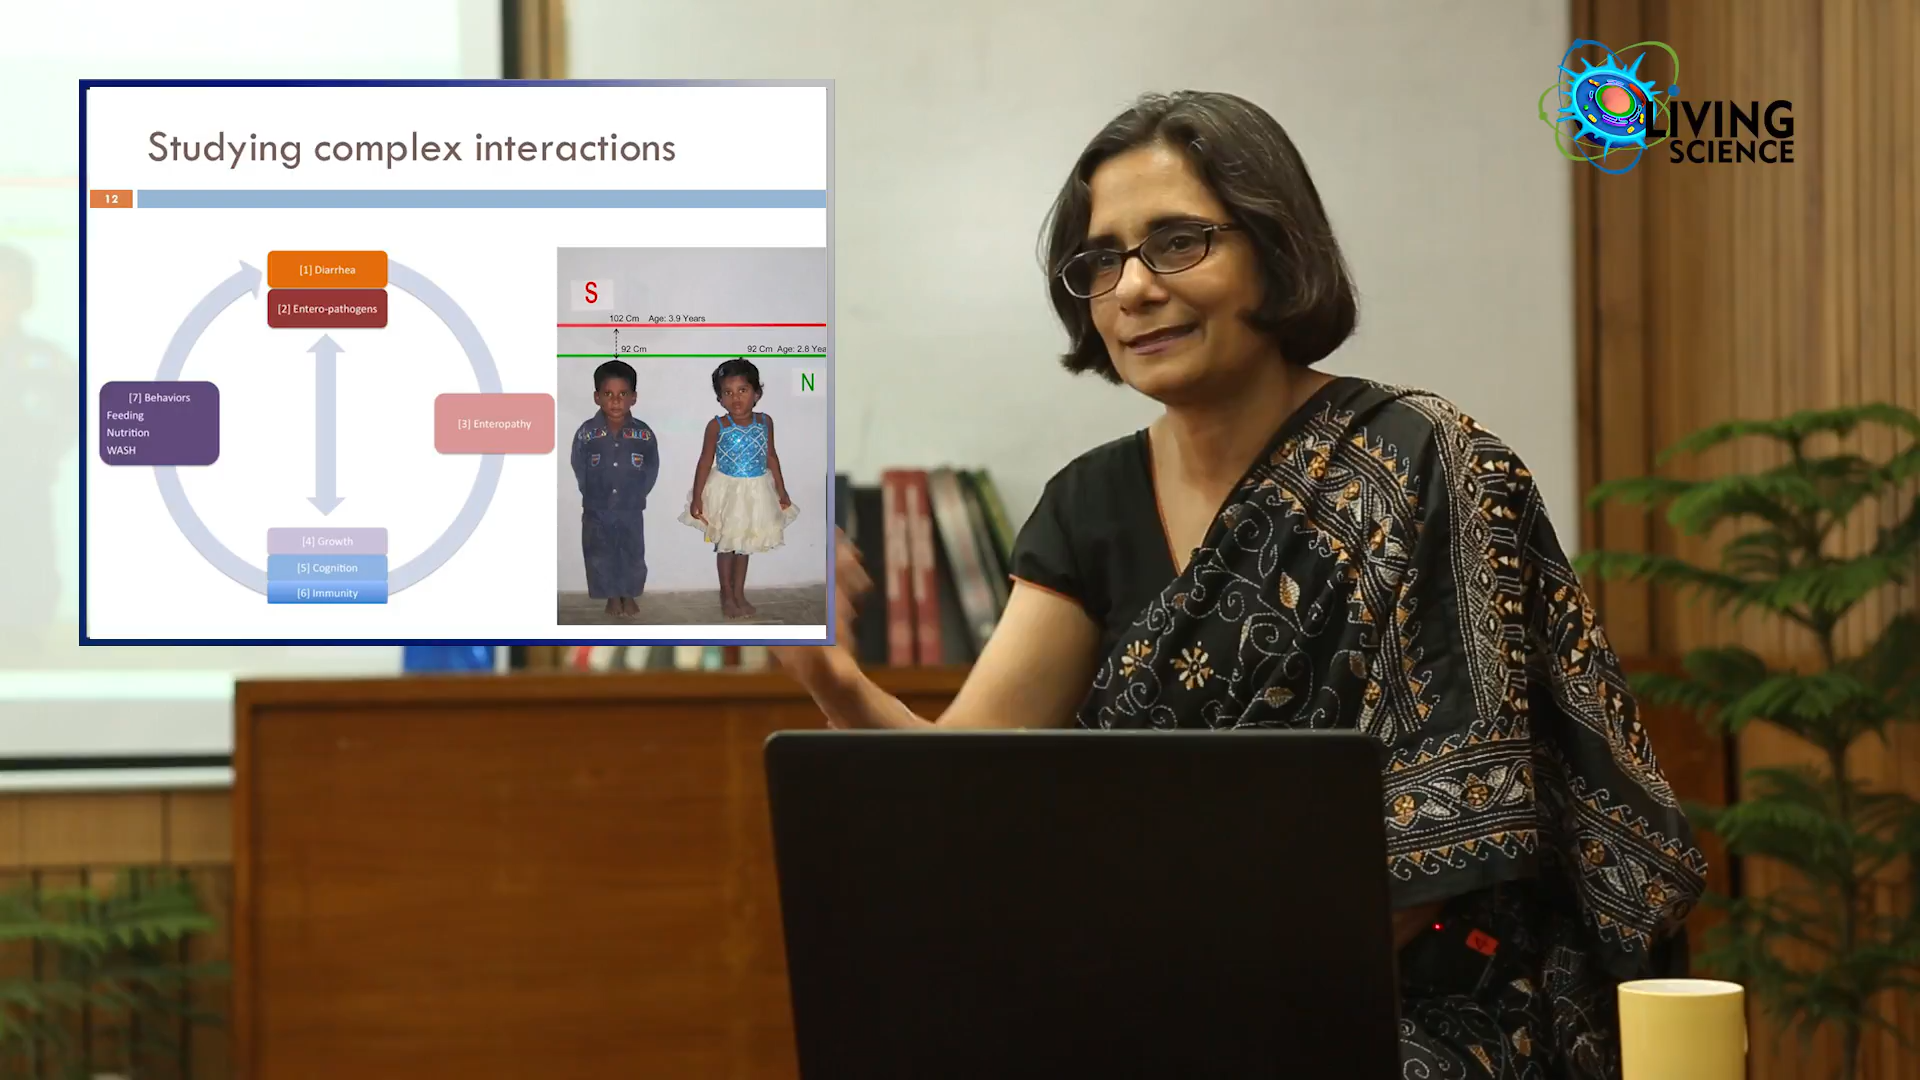 Studying complex interactions
12
[1] Diarrhea
[2] Entero-pathogens
[7] Behaviors
Feeding
Nutrition
WASH
[3] Enteropathy
[4] Growth
[5] Cognition
[6] Immunity
S
102 Cm Age: 3.9 Years
92 Cm
92 Cm Age: 2.8 Yea
N
LIVING
SCIENCE